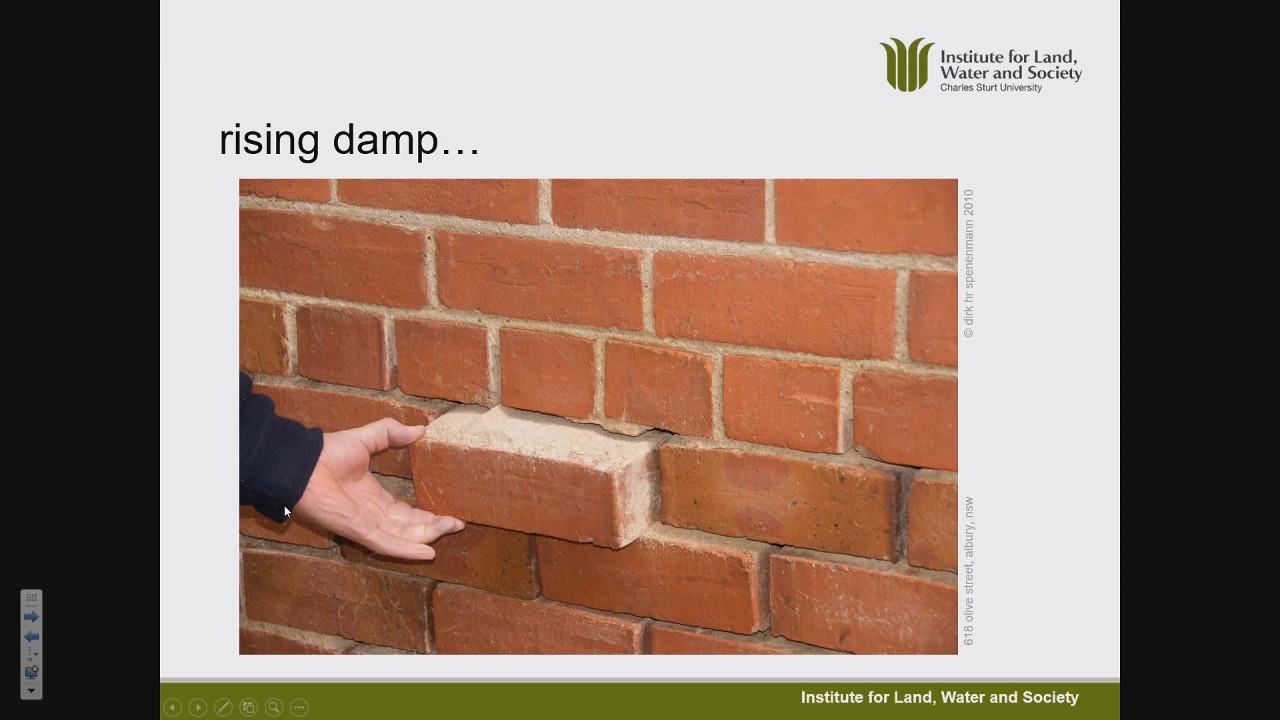 Institute for Land,
Water and Society
Charles Sturt University
rising damp...
© dirk hr spenenmann 2010
618 olive street, albury, nsw
Institute for Land, Water and Society